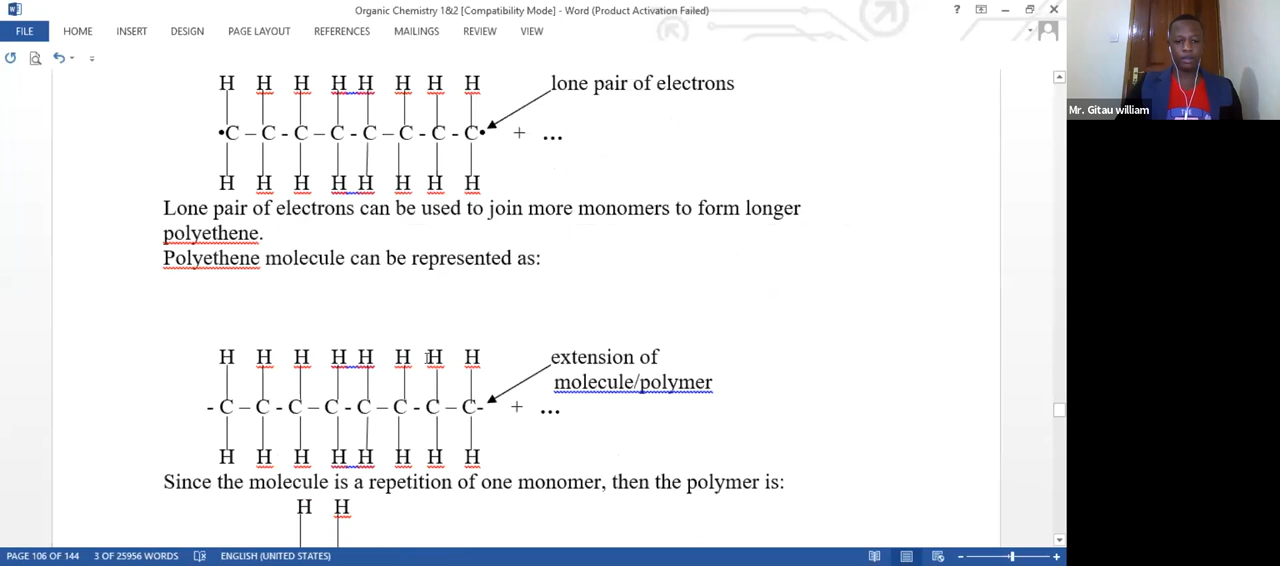 Organic Chemistry 1&2 [Compatibility Mode] - Word (Product Activation Failed)
FILE HOME INSERT DESIGN PAGE LAYOUT REFERENCES MAILINGS REVIEW VIEW
Mr. Gitau william
H H H H H H H H lone pair of electrons
•C – C - C – C - C – C - C - C• + ...
H H H H H H H H
Lone pair of electrons can be used to join more monomers to form longer
polyethene.
Polyethene molecule can be represented as:
H H H H H H H H extension of
molecule/polymer
- C – C - C – C - C – C - C – C- + ...
H H H H H H H H
Since the molecule is a repetition of one monomer, then the polymer is:
H H
PAGE 106 OF 144 3 OF 25956 WORDS ENGLISH (UNITED STATES)